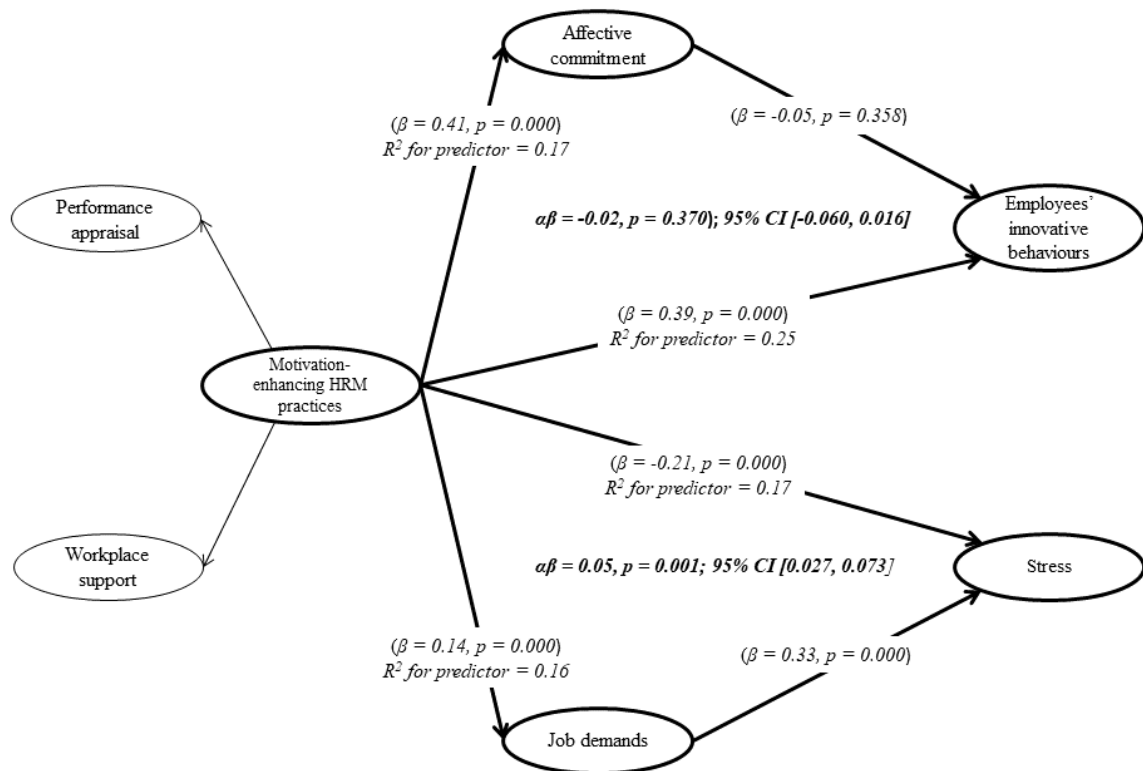 Affective
commitment
(β = 0.41, p = 0.000)
R² for predictor = 0.17
(β = -0.05, p = 0.358)
Performance
appraisal
αβ = -0.02, p = 0.370); 95% CI [-0.060, 0.016]
Employees’
innovative
behaviours
(β = 0.39, p = 0.000)
R² for predictor = 0.25
Motivation-
enhancing HRM
practices
(β = -0.21, p = 0.000)
R² for predictor = 0.17
Workplace
support
αβ = 0.05, p = 0.001; 95% CI [0.027, 0.073]
Stress
(β = 0.14, p = 0.000)
R² for predictor = 0.16
(β = 0.33, p = 0.000)
Job demands